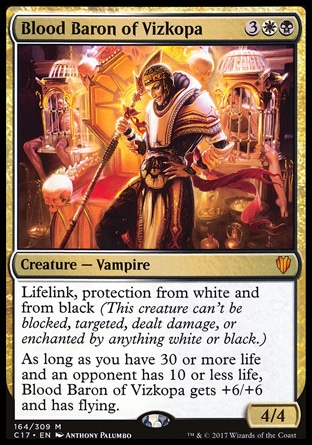 Blood Baron of Vizkopa 3
Creature — Vampire
Lifelink, protection from white and
from black (This creature can't be
blocked, targeted, dealt damage, or
enchanted by anything white or black.)
As long as you have 30 or more life
and an opponent has 10 or less life,
Blood Baron of Vizkopa gets +6/+6
and has flying.
4/4
164/309 M
C17 • EN Anthony Palumbo ™ & © 2017 Wizards of the Coast